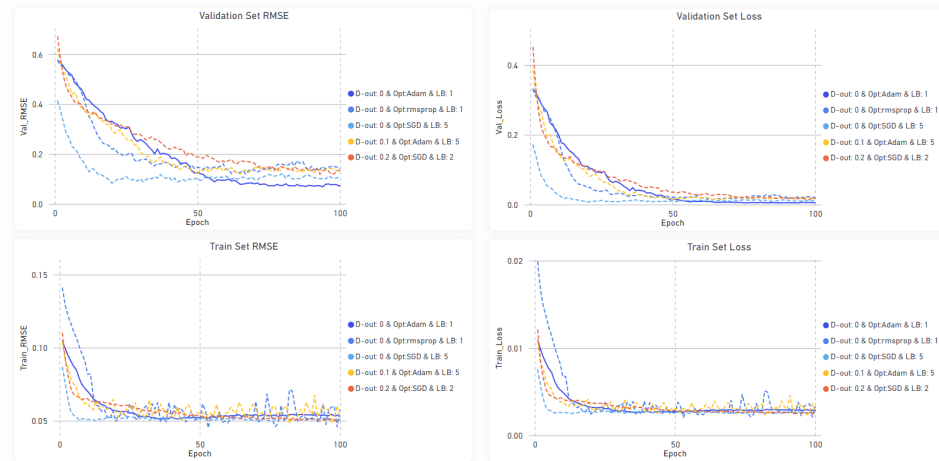 Validation Set RMSE
0.6
0.4
0.2
0.0
Val_RMSE
0
50
100
Epoch
D-out: 0 & Opt:Adam & LB: 1
D-out: 0 & Opt:rmsprop & LB: 1
D-out: 0 & Opt:SGD & LB: 5
D-out: 0.1 & Opt:Adam & LB: 5
D-out: 0.2 & Opt:SGD & LB: 2
Validation Set Loss
0.4
0.2
0.0
Val_Loss
0
50
100
Epoch
D-out: 0 & Opt:Adam & LB: 1
D-out: 0 & Opt:rmsprop & LB: 1
D-out: 0 & Opt:SGD & LB: 5
D-out: 0.1 & Opt:Adam & LB: 5
D-out: 0.2 & Opt:SGD & LB: 2
Train Set RMSE
0.15
0.10
0.05
Train_RMSE
0
50
100
Epoch
D-out: 0 & Opt:Adam & LB: 1
D-out: 0 & Opt:rmsprop & LB: 1
D-out: 0 & Opt:SGD & LB: 5
D-out: 0.1 & Opt:Adam & LB: 5
D-out: 0.2 & Opt:SGD & LB: 2
Train Set Loss
0.02
0.01
0.00
Train_Loss
0
50
100
Epoch
D-out: 0 & Opt:Adam & LB: 1
D-out: 0 & Opt:rmsprop & LB: 1
D-out: 0 & Opt:SGD & LB: 5
D-out: 0.1 & Opt:Adam & LB: 5
D-out: 0.2 & Opt:SGD & LB: 2